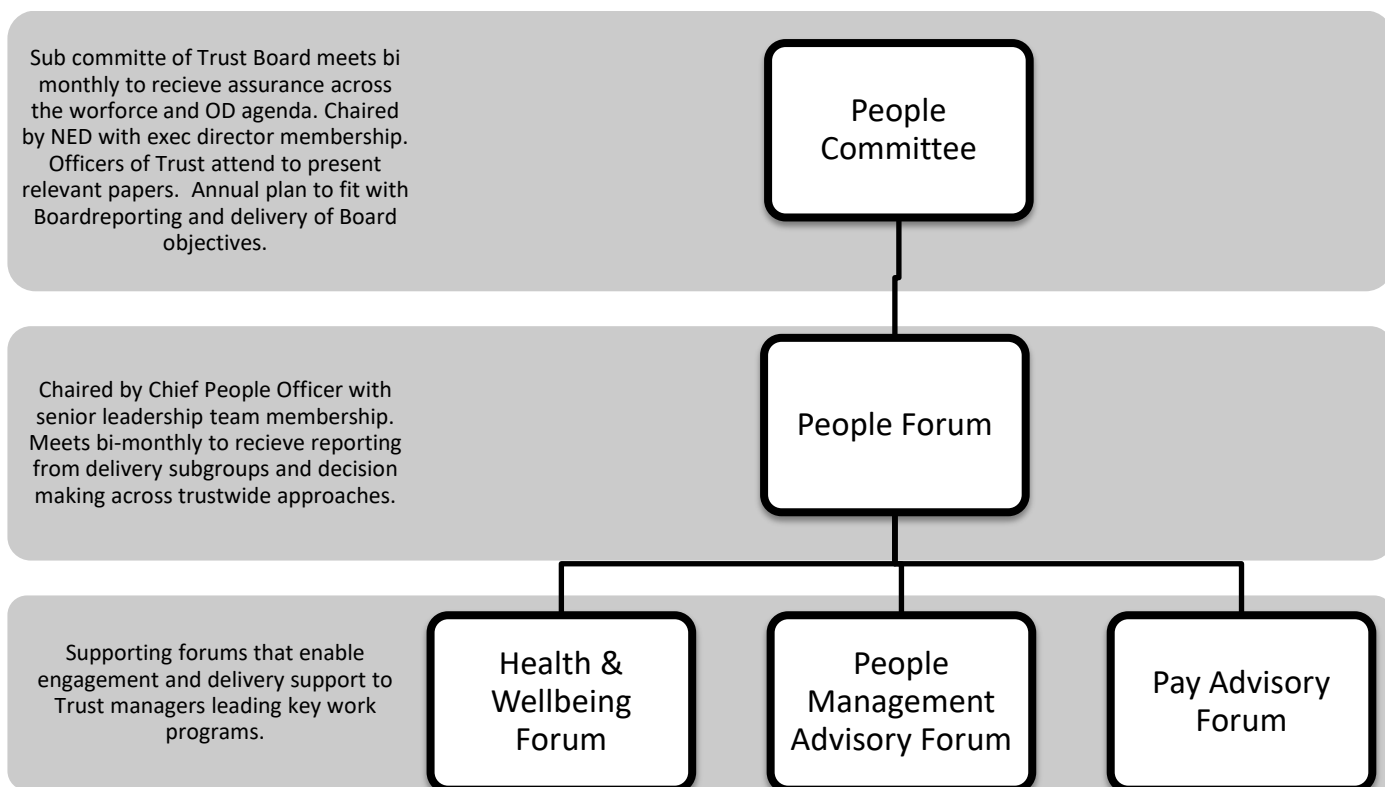 Sub committe of Trust Board meets bi
monthly to recieve assurance across
the worforce and OD agenda. Chaired
by NED with exec director membership.
Officers of Trust attend to present
relevant papers.  Annual plan to fit with
Boardreporting and delivery of Board
objectives.
People
Committee
Chaired by Chief People Officer with
senior leadership team membership.
Meets bi-monthly to recieve reporting
from delivery subgroups and decision
making across trustwide approaches.
People Forum
Supporting forums that enable
engagement and delivery support to
Trust managers leading key work
programs.
Health &
Wellbeing
Forum
People
Management
Advisory Forum
Pay Advisory
Forum